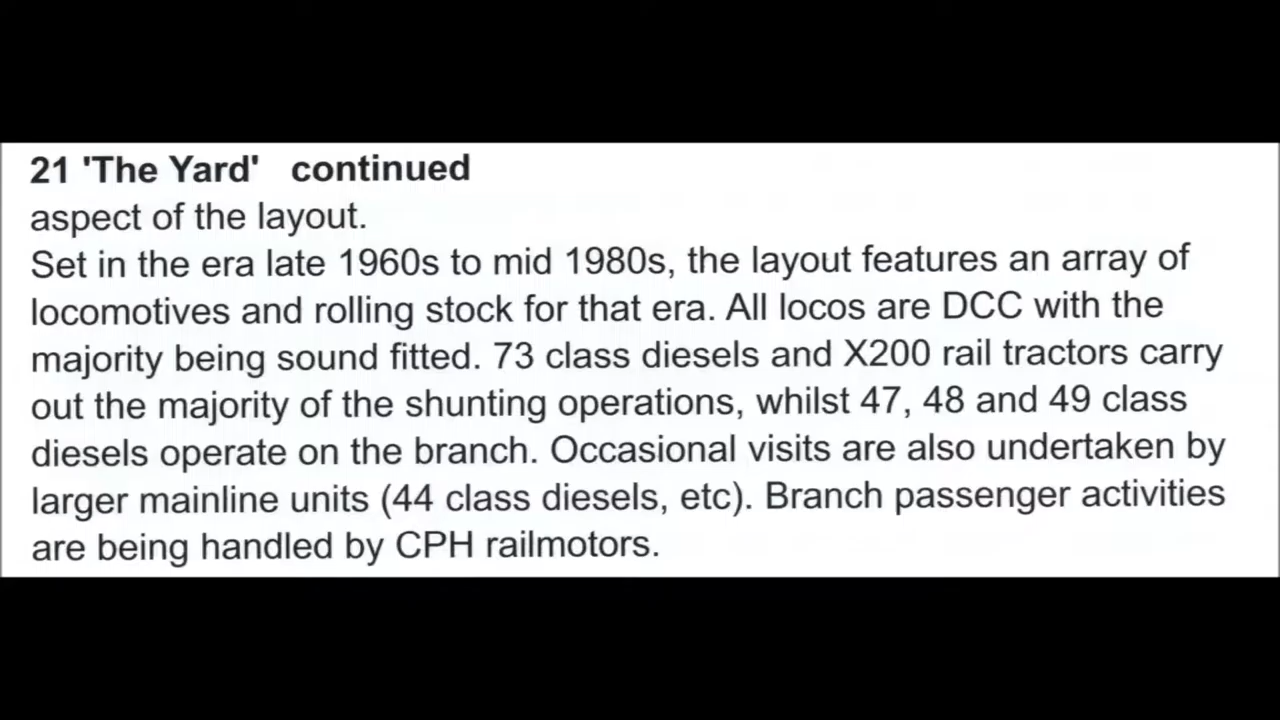 21 'The Yard'   continued
aspect of the layout.
Set in the era late 1960s to mid 1980s, the layout features an array of
locomotives and rolling stock for that era. All locos are DCC with the
majority being sound fitted. 73 class diesels and X200 rail tractors carry
out the majority of the shunting operations, whilst 47, 48 and 49 class
diesels operate on the branch. Occasional visits are also undertaken by
larger mainline units (44 class diesels, etc). Branch passenger activities
are being handled by CPH railmotors.